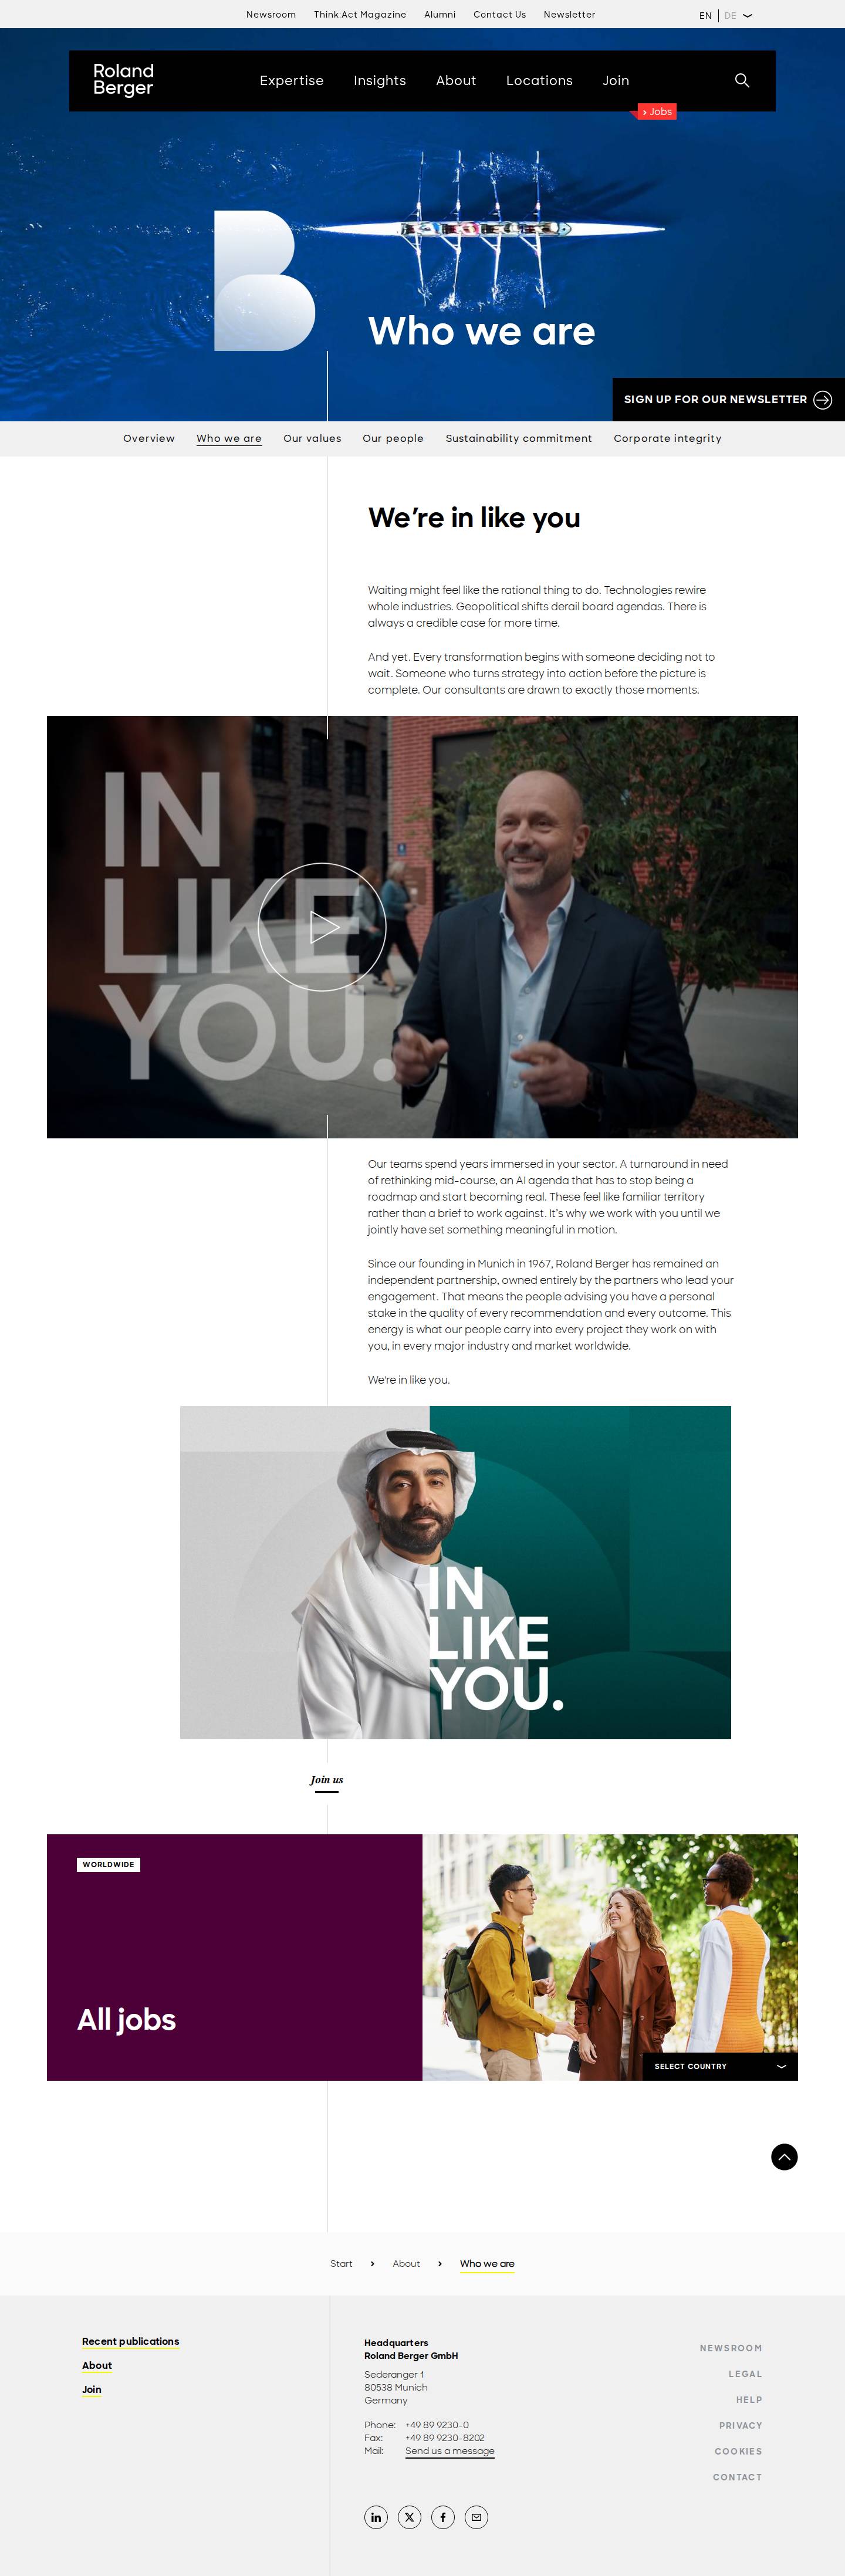 Newsroom Think:Act Magazine Alumni Contact Us Newsletter EN DE
Roland
Berger
Expertise Insights About Locations Join
› Jobs
B
Who we are
SIGN UP FOR OUR NEWSLETTER
Overview Who we are Our values Our people Sustainability commitment Corporate integrity
We’re in like you
Waiting might feel like the rational thing to do. Technologies rewire
whole industries. Geopolitical shifts derail board agendas. There is
always a credible case for more time.
And yet. Every transformation begins with someone deciding not to
wait. Someone who turns strategy into action before the picture is
complete. Our consultants are drawn to exactly those moments.
IN
LIKE
YOU.
Our teams spend years immersed in your sector. A turnaround in need
of rethinking mid-course, an AI agenda that has to stop being a
roadmap and start becoming real. These feel like familiar territory
rather than a brief to work against. It’s why we work with you until we
jointly have set something meaningful in motion.
Since our founding in Munich in 1967, Roland Berger has remained an
independent partnership, owned entirely by the partners who lead your
engagement. That means the people advising you have a personal
stake in the quality of every recommendation and every outcome. This
energy is what our people carry into every project they work on with
you, in every major industry and market worldwide.
We're in like you.
IN
LIKE
YOU.
Join us
WORLDWIDE
All jobs
SELECT COUNTRY
Start › About › Who we are
Recent publications
About
Join
Headquarters
Roland Berger GmbH
Sederanger 1
80538 Munich
Germany
Phone: +49 89 9230-0
Fax: +49 89 9230-8202
Mail: Send us a message
NEWSROOM
LEGAL
HELP
PRIVACY
COOKIES
CONTACT